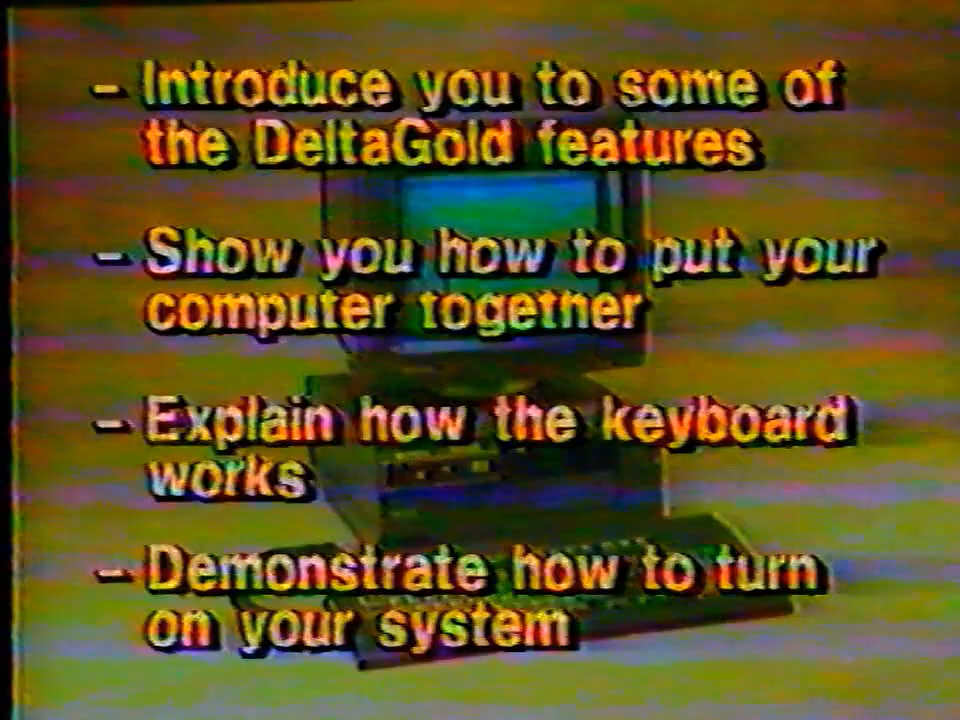 - Introduce you to some of
the DeltaGold features
- Show you how to put your
computer together
- Explain how the keyboard
works
- Demonstrate how to turn
on your system